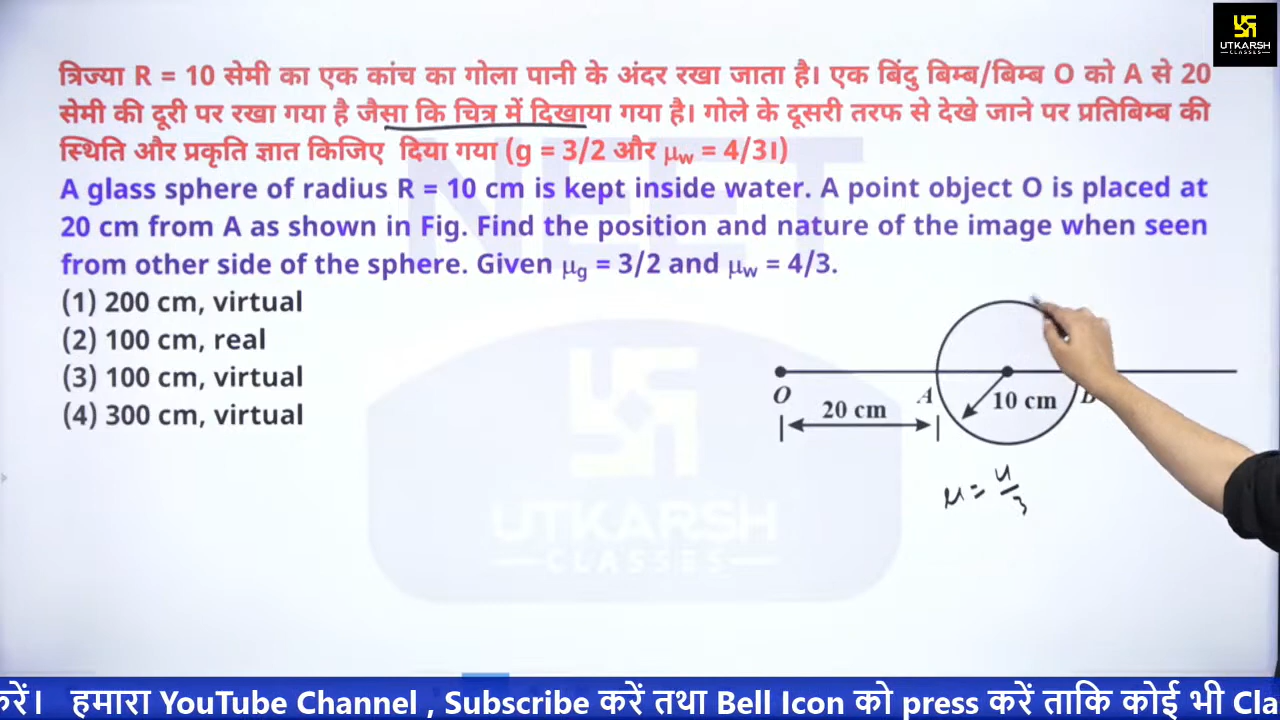 UTKARSH
CLASSES
त्रिज्या R = 10 सेमी का एक कांच का गोला पानी के अंदर रखा जाता है। एक बिंदु बिम्ब/बिम्ब O को A से 20
सेमी की दूरी पर रखा गया है जैसा कि चित्र में दिखाया गया है। गोले के दूसरी तरफ से देखे जाने पर प्रतिबिम्ब की
स्थिति और प्रकृति ज्ञात किजिए दिया गया (g = 3/2 और μw = 4/3।)
A glass sphere of radius R = 10 cm is kept inside water. A point object O is placed at
20 cm from A as shown in Fig. Find the position and nature of the image when seen
from other side of the sphere. Given μg = 3/2 and μw = 4/3.
(1) 200 cm, virtual
(2) 100 cm, real
(3) 100 cm, virtual
(4) 300 cm, virtual
O
A
20 cm
10 cm
μ = 4/3
NEET
UTKARSH
CLASSES
करें। हमारा YouTube Channel , Subscribe करें तथा Bell Icon को press करें ताकि कोई भी Cla